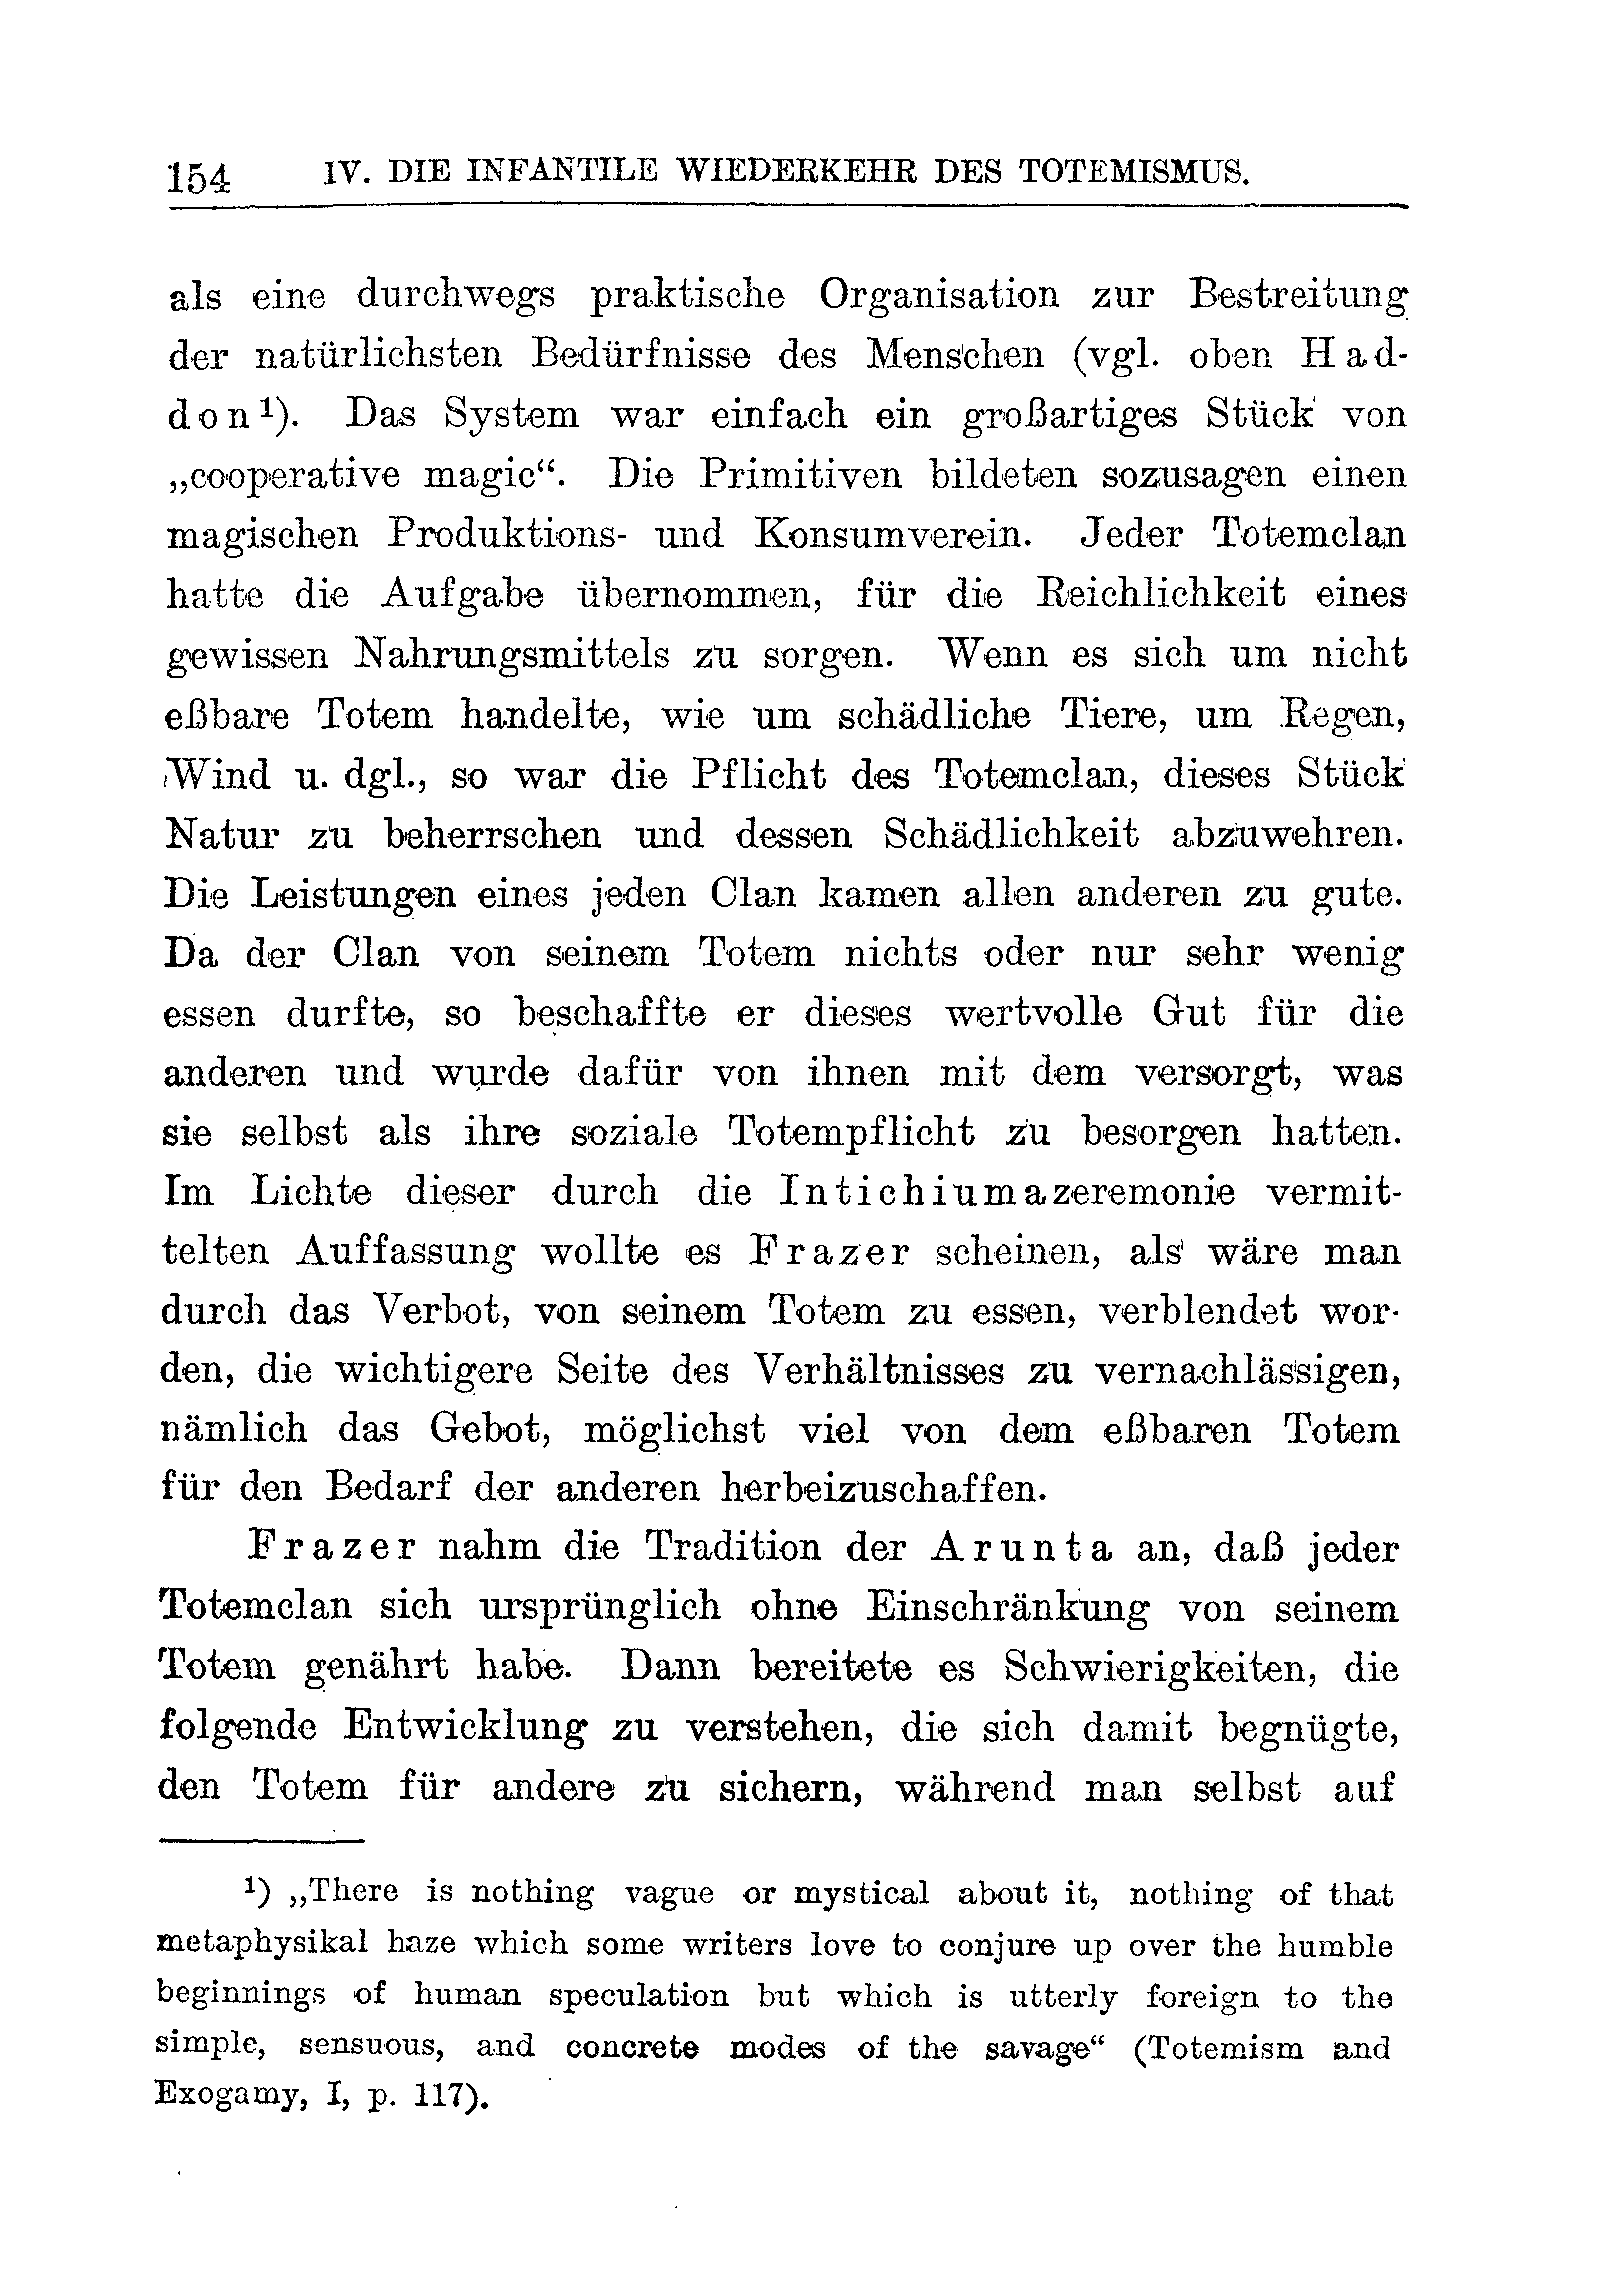 154 IV. DIE INFANTILE WIEDERKEHR DES TOTEMISMUS.
als eine durchwegs praktische Organisation zur Bestreitung
der natürlichsten Bedürfnisse des Menschen (vgl. oben Had-
don¹). Das System war einfach ein großartiges Stück von
„cooperative magic“. Die Primitiven bildeten sozusagen einen
magischen Produktions- und Konsumverein. Jeder Totemclan
hatte die Aufgabe übernommen, für die Reichlichkeit eines
gewissen Nahrungsmittels zu sorgen. Wenn es sich um nicht
eßbare Totem handelte, wie um schädliche Tiere, um Regen,
Wind u. dgl., so war die Pflicht des Totemclan, dieses Stück
Natur zu beherrschen und dessen Schädlichkeit abzuwehren.
Die Leistungen eines jeden Clan kamen allen anderen zu gute.
Da der Clan von seinem Totem nichts oder nur sehr wenig
essen durfte, so beschaffte er dieses wertvolle Gut für die
anderen und wurde dafür von ihnen mit dem versorgt, was
sie selbst als ihre soziale Totempflicht zu besorgen hatten.
Im Lichte dieser durch die Intichiumazeremonie vermit-
telten Auffassung wollte es Frazer scheinen, als wäre man
durch das Verbot, von seinem Totem zu essen, verblendet wor-
den, die wichtigere Seite des Verhältnisses zu vernachlässigen,
nämlich das Gebot, möglichst viel von dem eßbaren Totem
für den Bedarf der anderen herbeizuschaffen.
Frazer nahm die Tradition der Arunta an, daß jeder
Totemclan sich ursprünglich ohne Einschränkung von seinem
Totem genährt habe. Dann bereitete es Schwierigkeiten, die
folgende Entwicklung zu verstehen, die sich damit begnügte,
den Totem für andere zu sichern, während man selbst auf
¹) „There is nothing vague or mystical about it, nothing of that
metaphysikal haze which some writers love to conjure up over the humble
beginnings of human speculation but which is utterly foreign to the
simple, sensuous, and concrete modes of the savage“ (Totemism and
Exogamy, I, p. 117).